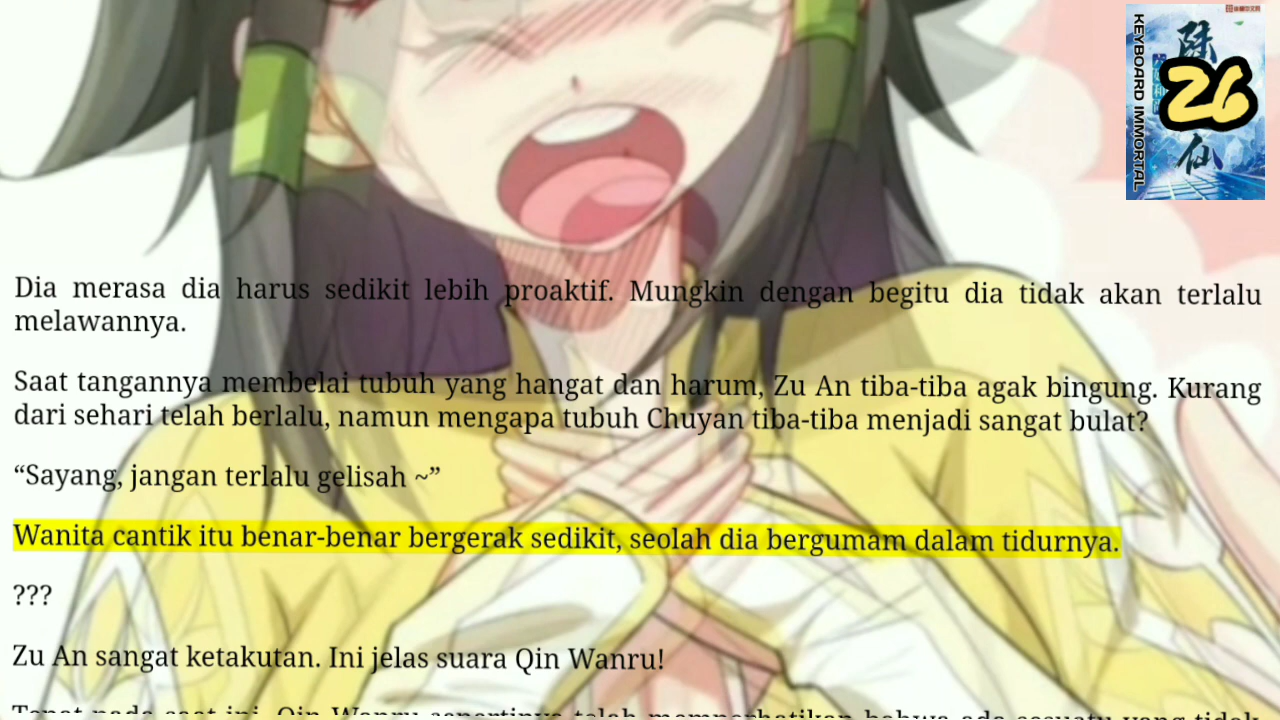 陆
仙
KEYBOARD IMMORTAL
26
Dia merasa dia harus sedikit lebih proaktif. Mungkin dengan begitu dia tidak akan terlalu
melawannya.
Saat tangannya membelai tubuh yang hangat dan harum, Zu An tiba-tiba agak bingung. Kurang
dari sehari telah berlalu, namun mengapa tubuh Chuyan tiba-tiba menjadi sangat bulat?
“Sayang, jangan terlalu gelisah ~”
Wanita cantik itu benar-benar bergerak sedikit, seolah dia bergumam dalam tidurnya.
???
Zu An sangat ketakutan. Ini jelas suara Qin Wanru!